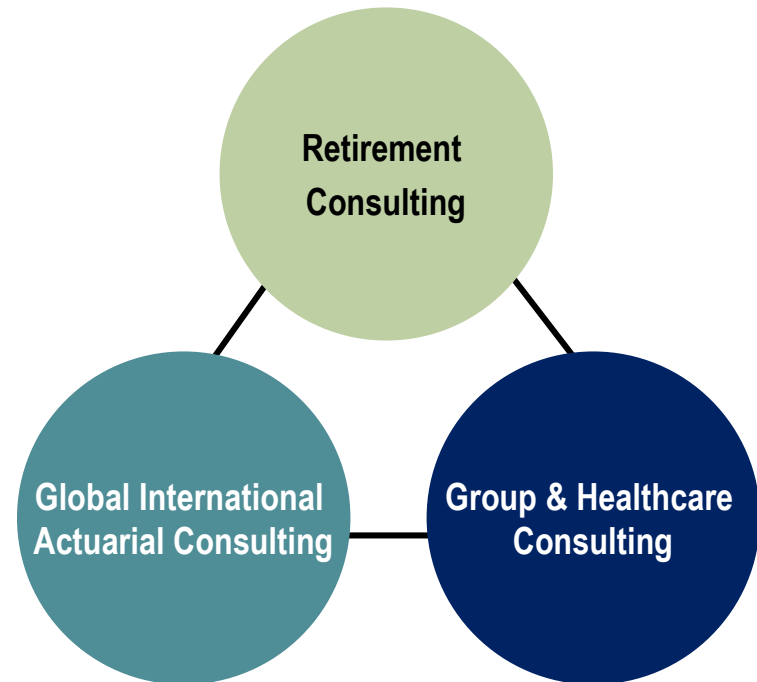 Retirement
Consulting
Global International
Actuarial Consulting
Group & Healthcare
Consulting